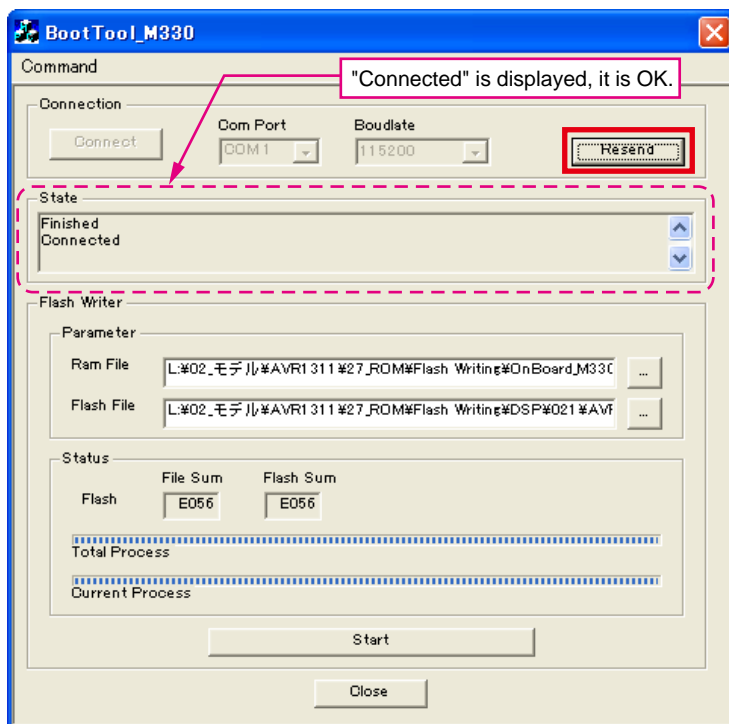 BootTool_M330
Command
"Connected" is displayed, it is OK.
Connection
Connect
Com Port
COM1
Boudlate
115200
Resend
State
Finished
Connected
Flash Writer
Parameter
Ram File
L:¥02_モデル¥AVR1311¥27_ROM¥Flash Writing¥OnBoard_M330
...
Flash File
L:¥02_モデル¥AVR1311¥27_ROM¥Flash Writing¥DSP¥021¥AVR
...
Status
File Sum
Flash Sum
Flash
E056
E056
Total Process
Current Process
Start
Close